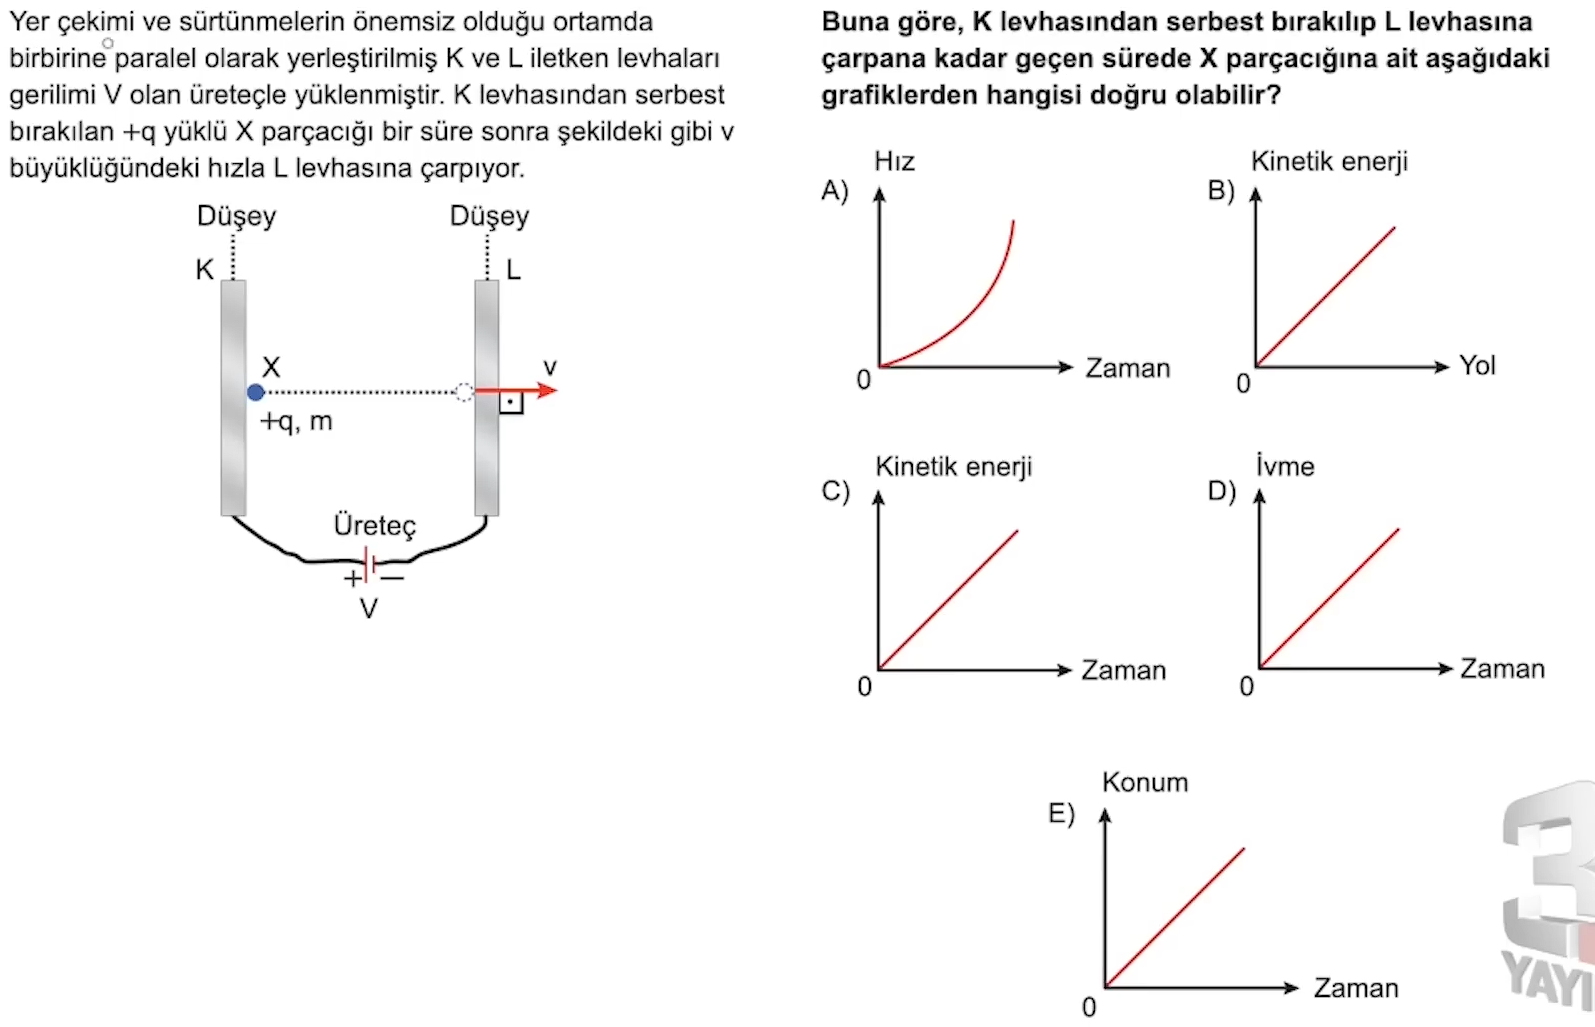 Yer çekimi ve sürtünmelerin önemsiz olduğu ortamda
birbirine paralel olarak yerleştirilmiş K ve L iletken levhaları
gerilimi V olan üreteçle yüklenmiştir. K levhasından serbest
bırakılan +q yüklü X parçacığı bir süre sonra şekildeki gibi v
büyüklüğündeki hızla L levhasına çarpıyor.
Düşey
Düşey
K
L
X
v
+q, m
Üreteç
+
−
V
Buna göre, K levhasından serbest bırakılıp L levhasına
çarpana kadar geçen sürede X parçacığına ait aşağıdaki
grafiklerden hangisi doğru olabilir?
A)
Hız
0
Zaman
B)
Kinetik enerji
0
Yol
C)
Kinetik enerji
0
Zaman
D)
İvme
0
Zaman
E)
Konum
0
Zaman
3
YAYI